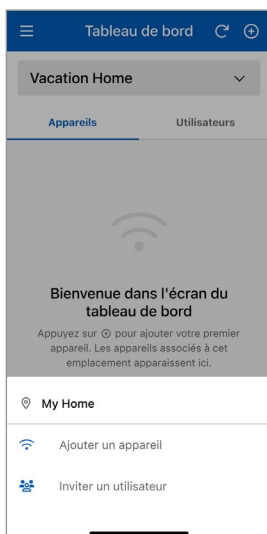 Tableau de bord
Vacation Home
Appareils
Utilisateurs
Bienvenue dans l'écran du
tableau de bord
Appuyez sur ⊕ pour ajouter votre premier
appareil. Les appareils associés à cet
emplacement apparaissent ici.
My Home
Ajouter un appareil
Inviter un utilisateur